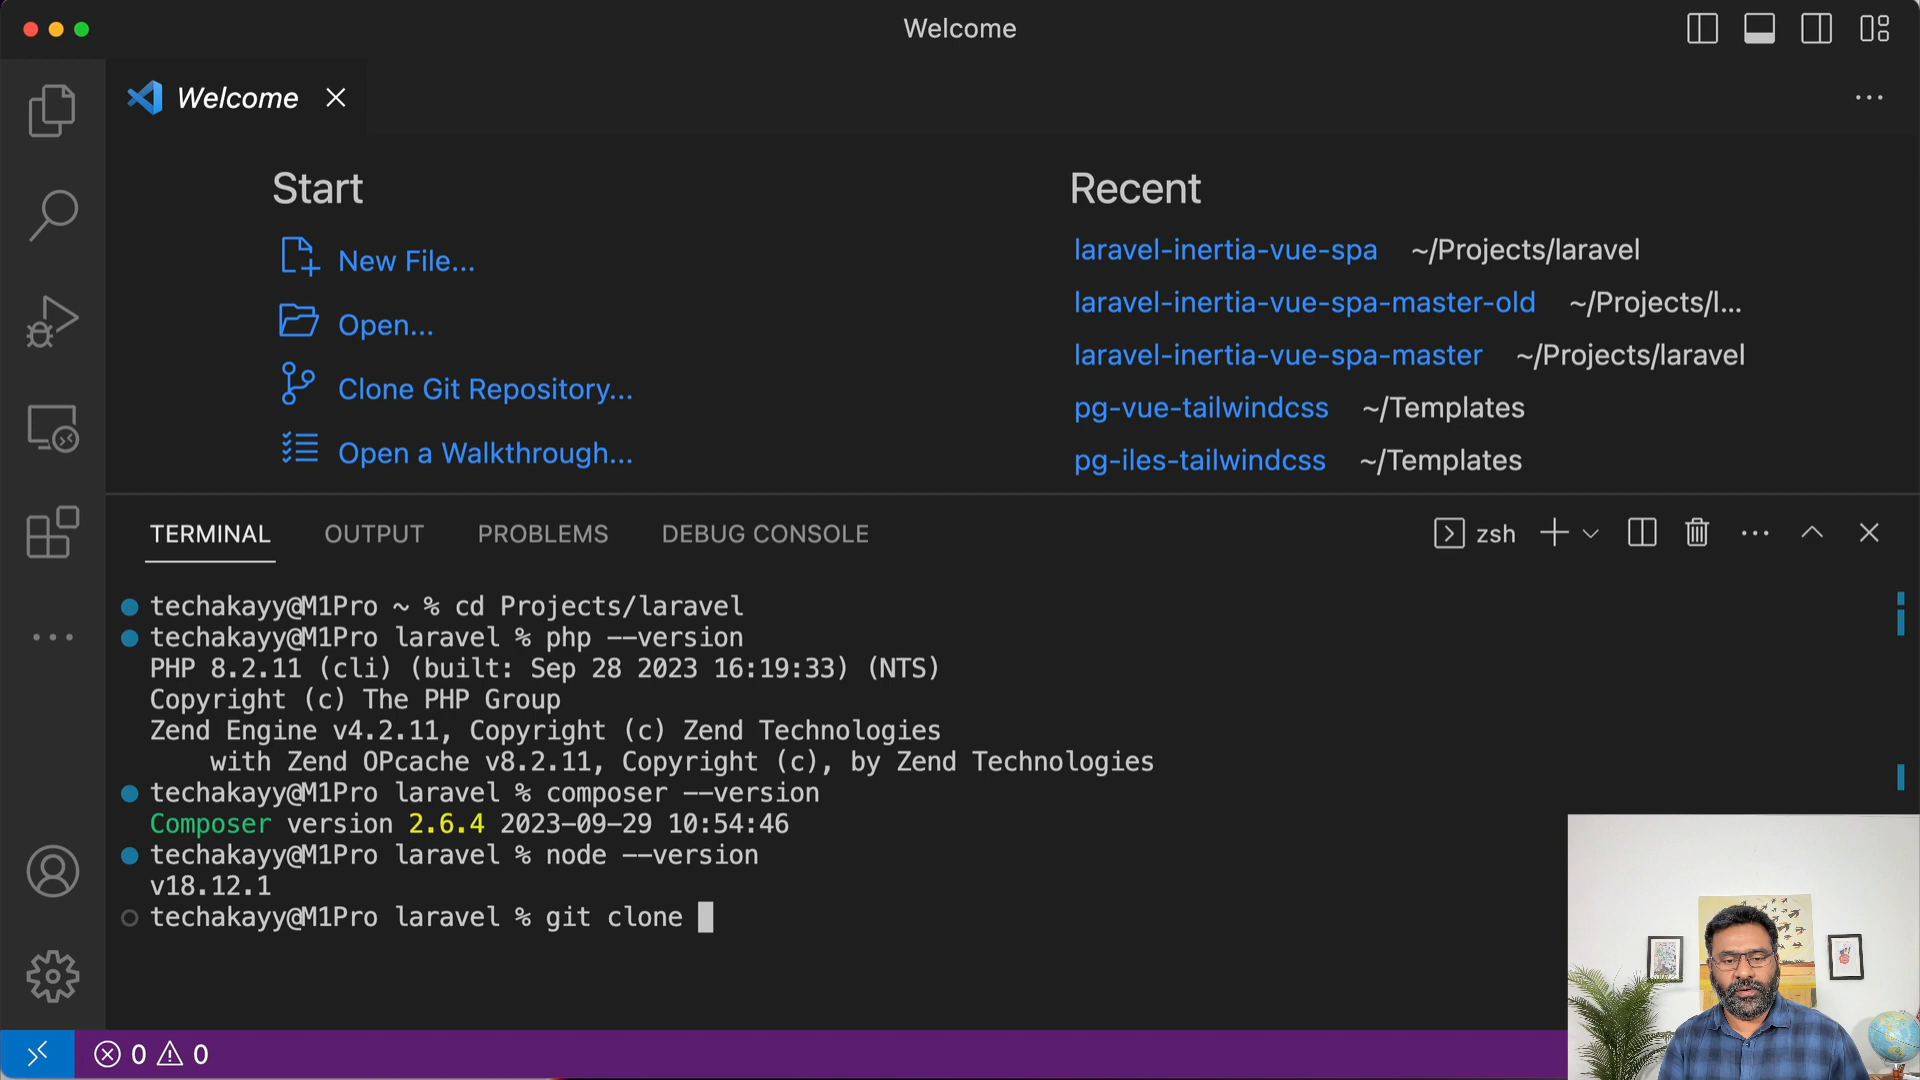 Welcome
Welcome
Start
New File...
Open...
Clone Git Repository...
Open a Walkthrough...
Recent
laravel-inertia-vue-spa ~/Projects/laravel
laravel-inertia-vue-spa-master-old ~/Projects/l...
laravel-inertia-vue-spa-master ~/Projects/laravel
pg-vue-tailwindcss ~/Templates
pg-iles-tailwindcss ~/Templates
TERMINAL OUTPUT PROBLEMS DEBUG CONSOLE zsh
techakayy@M1Pro ~ % cd Projects/laravel
techakayy@M1Pro laravel % php --version
PHP 8.2.11 (cli) (built: Sep 28 2023 16:19:33) (NTS)
Copyright (c) The PHP Group
Zend Engine v4.2.11, Copyright (c) Zend Technologies
with Zend OPcache v8.2.11, Copyright (c), by Zend Technologies
techakayy@M1Pro laravel % composer --version
Composer version 2.6.4 2023-09-29 10:54:46
techakayy@M1Pro laravel % node --version
v18.12.1
techakayy@M1Pro laravel % git clone
0 0